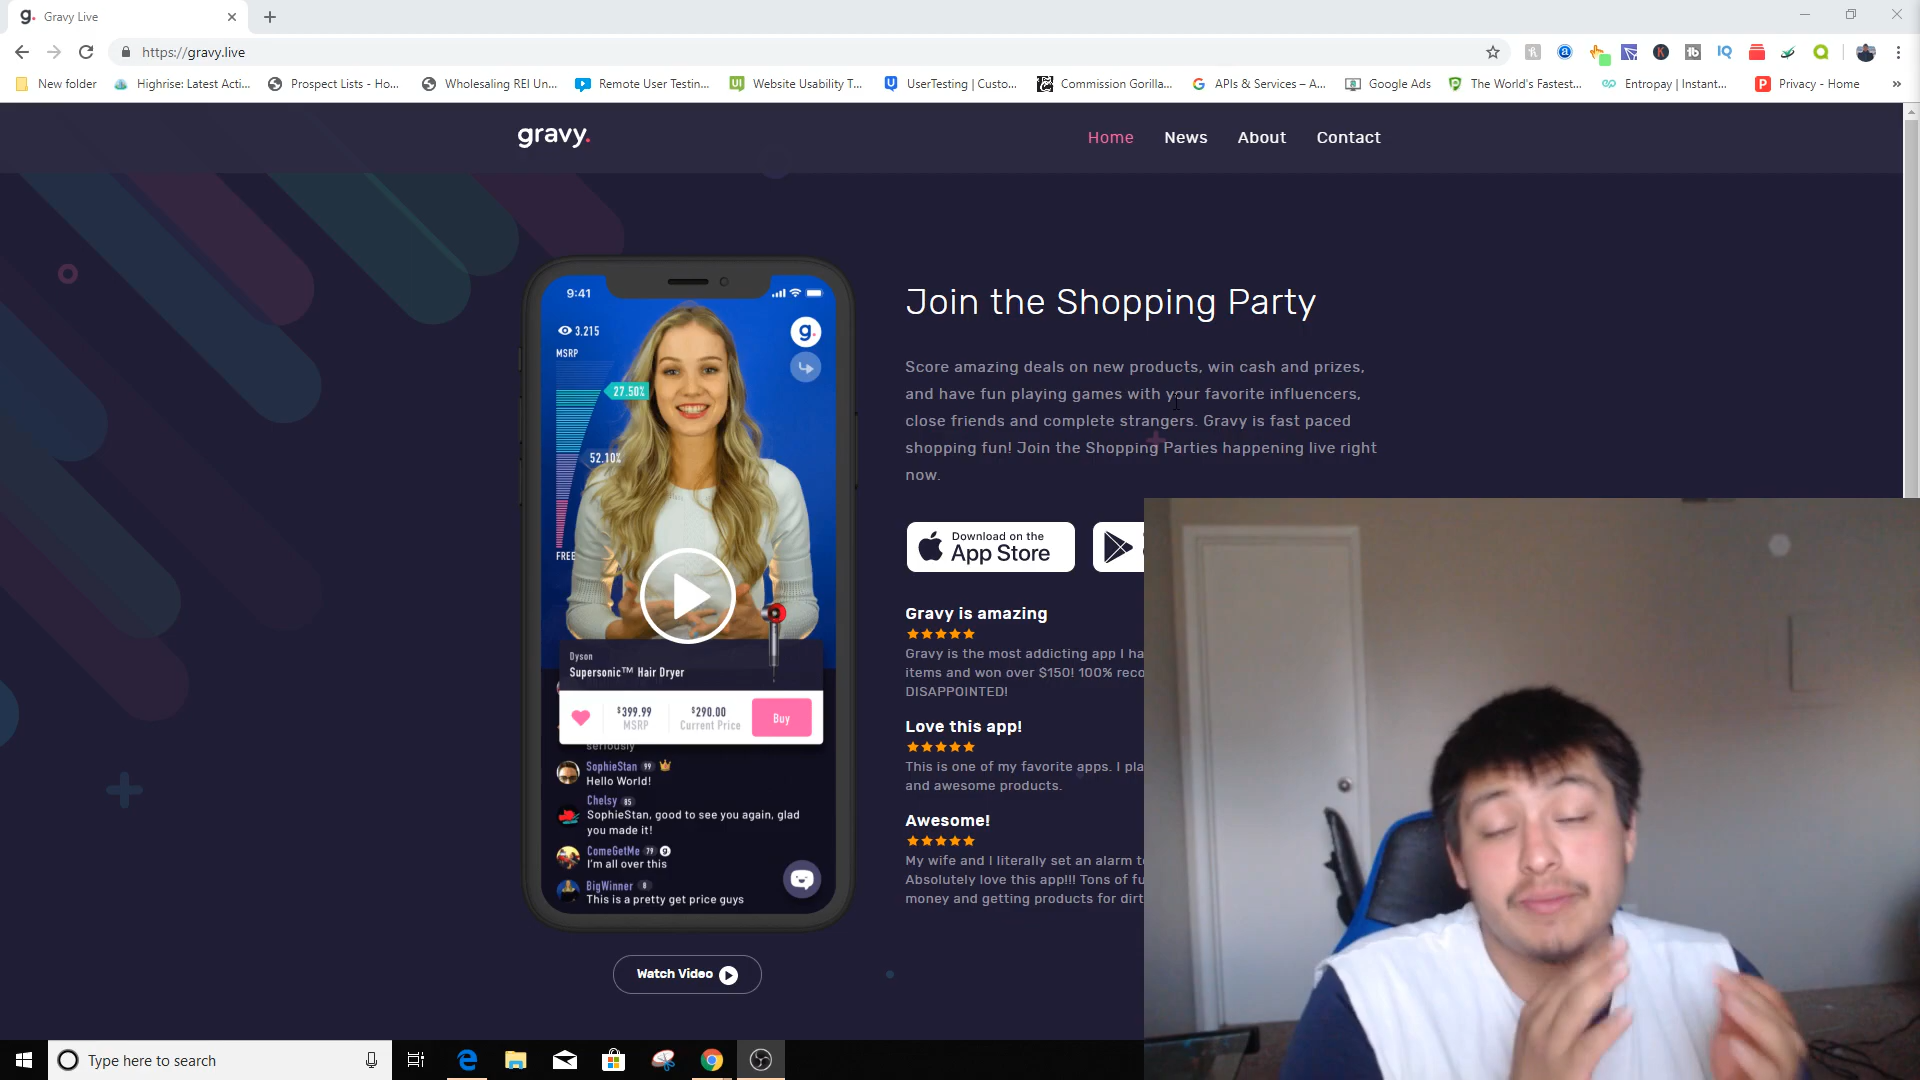 g. Gravy Live
https://gravy.live
New folder
Highrise: Latest Acti...
Prospect Lists - Ho...
Wholesaling REI Un...
Remote User Testin...
Website Usability T...
UserTesting | Custo...
Commission Gorilla...
APIs & Services – A...
Google Ads
The World's Fastest...
Entropay | Instant...
Privacy - Home
»
gravy.
Home
News
About
Contact
9:41
3.215
g.
MSRP
27.50%
52.10%
FREE
Dyson
Supersonic™ Hair Dryer
$399.99
MSRP
$290.00
Current Price
Buy
seriously
SophieStan 99
Hello World!
Chelsy 85
SophieStan, good to see you again, glad
you made it!
ComeGetMe 79 g
I'm all over this
BigWinner 8
This is a pretty get price guys
Watch Video
Join the Shopping Party
Score amazing deals on new products, win cash and prizes,
and have fun playing games with your favorite influencers,
close friends and complete strangers. Gravy is fast paced
shopping fun! Join the Shopping Parties happening live right
now.
Download on the
App Store
Gravy is amazing
Gravy is the most addicting app I ha
items and won over $150! 100% reco
DISAPPOINTED!
Love this app!
This is one of my favorite apps. I pla
and awesome products.
Awesome!
My wife and I literally set an alarm t
Absolutely love this app!!! Tons of fu
money and getting products for dirt
Type here to search